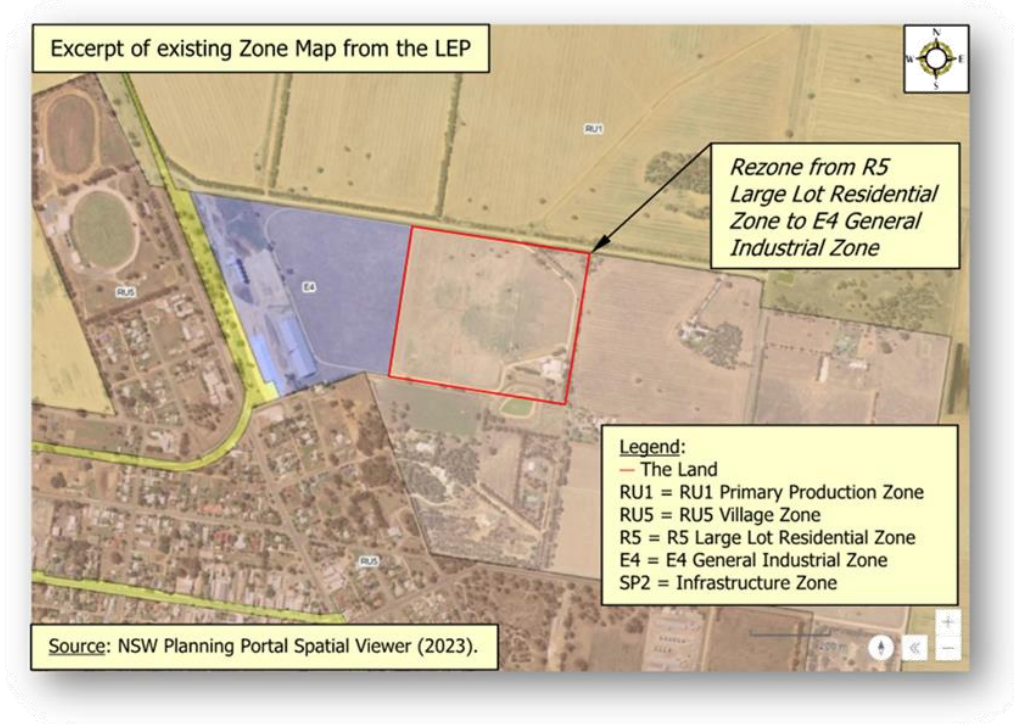 Excerpt of existing Zone Map from the LEP
N
W E
S
RU1
Rezone from R5
Large Lot Residential
Zone to E4 General
Industrial Zone
E4
RU5
Legend:
The Land
RU1 = RU1 Primary Production Zone
RU5 = RU5 Village Zone
R5 = R5 Large Lot Residential Zone
E4 = E4 General Industrial Zone
SP2 = Infrastructure Zone
RU5
Source: NSW Planning Portal Spatial Viewer (2023).
200 m